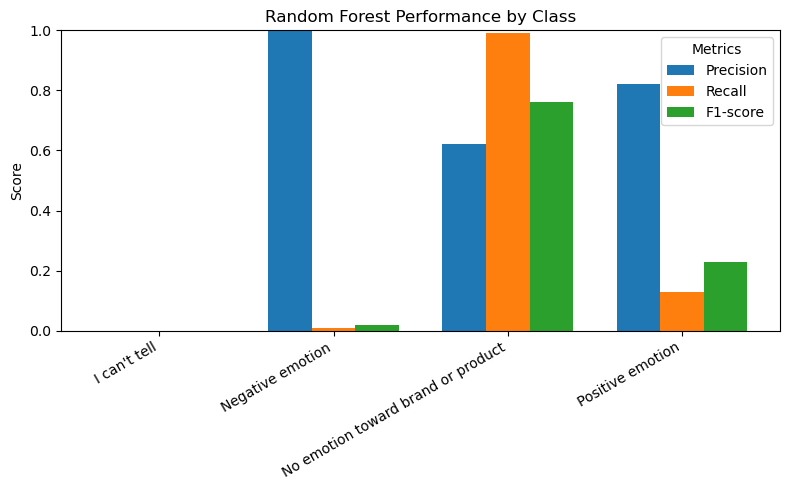 Random Forest Performance by Class
Metrics
Precision
Recall
F1-score
Score
1.0
0.8
0.6
0.4
0.2
0.0
I can't tell
Negative emotion
No emotion toward brand or product
Positive emotion